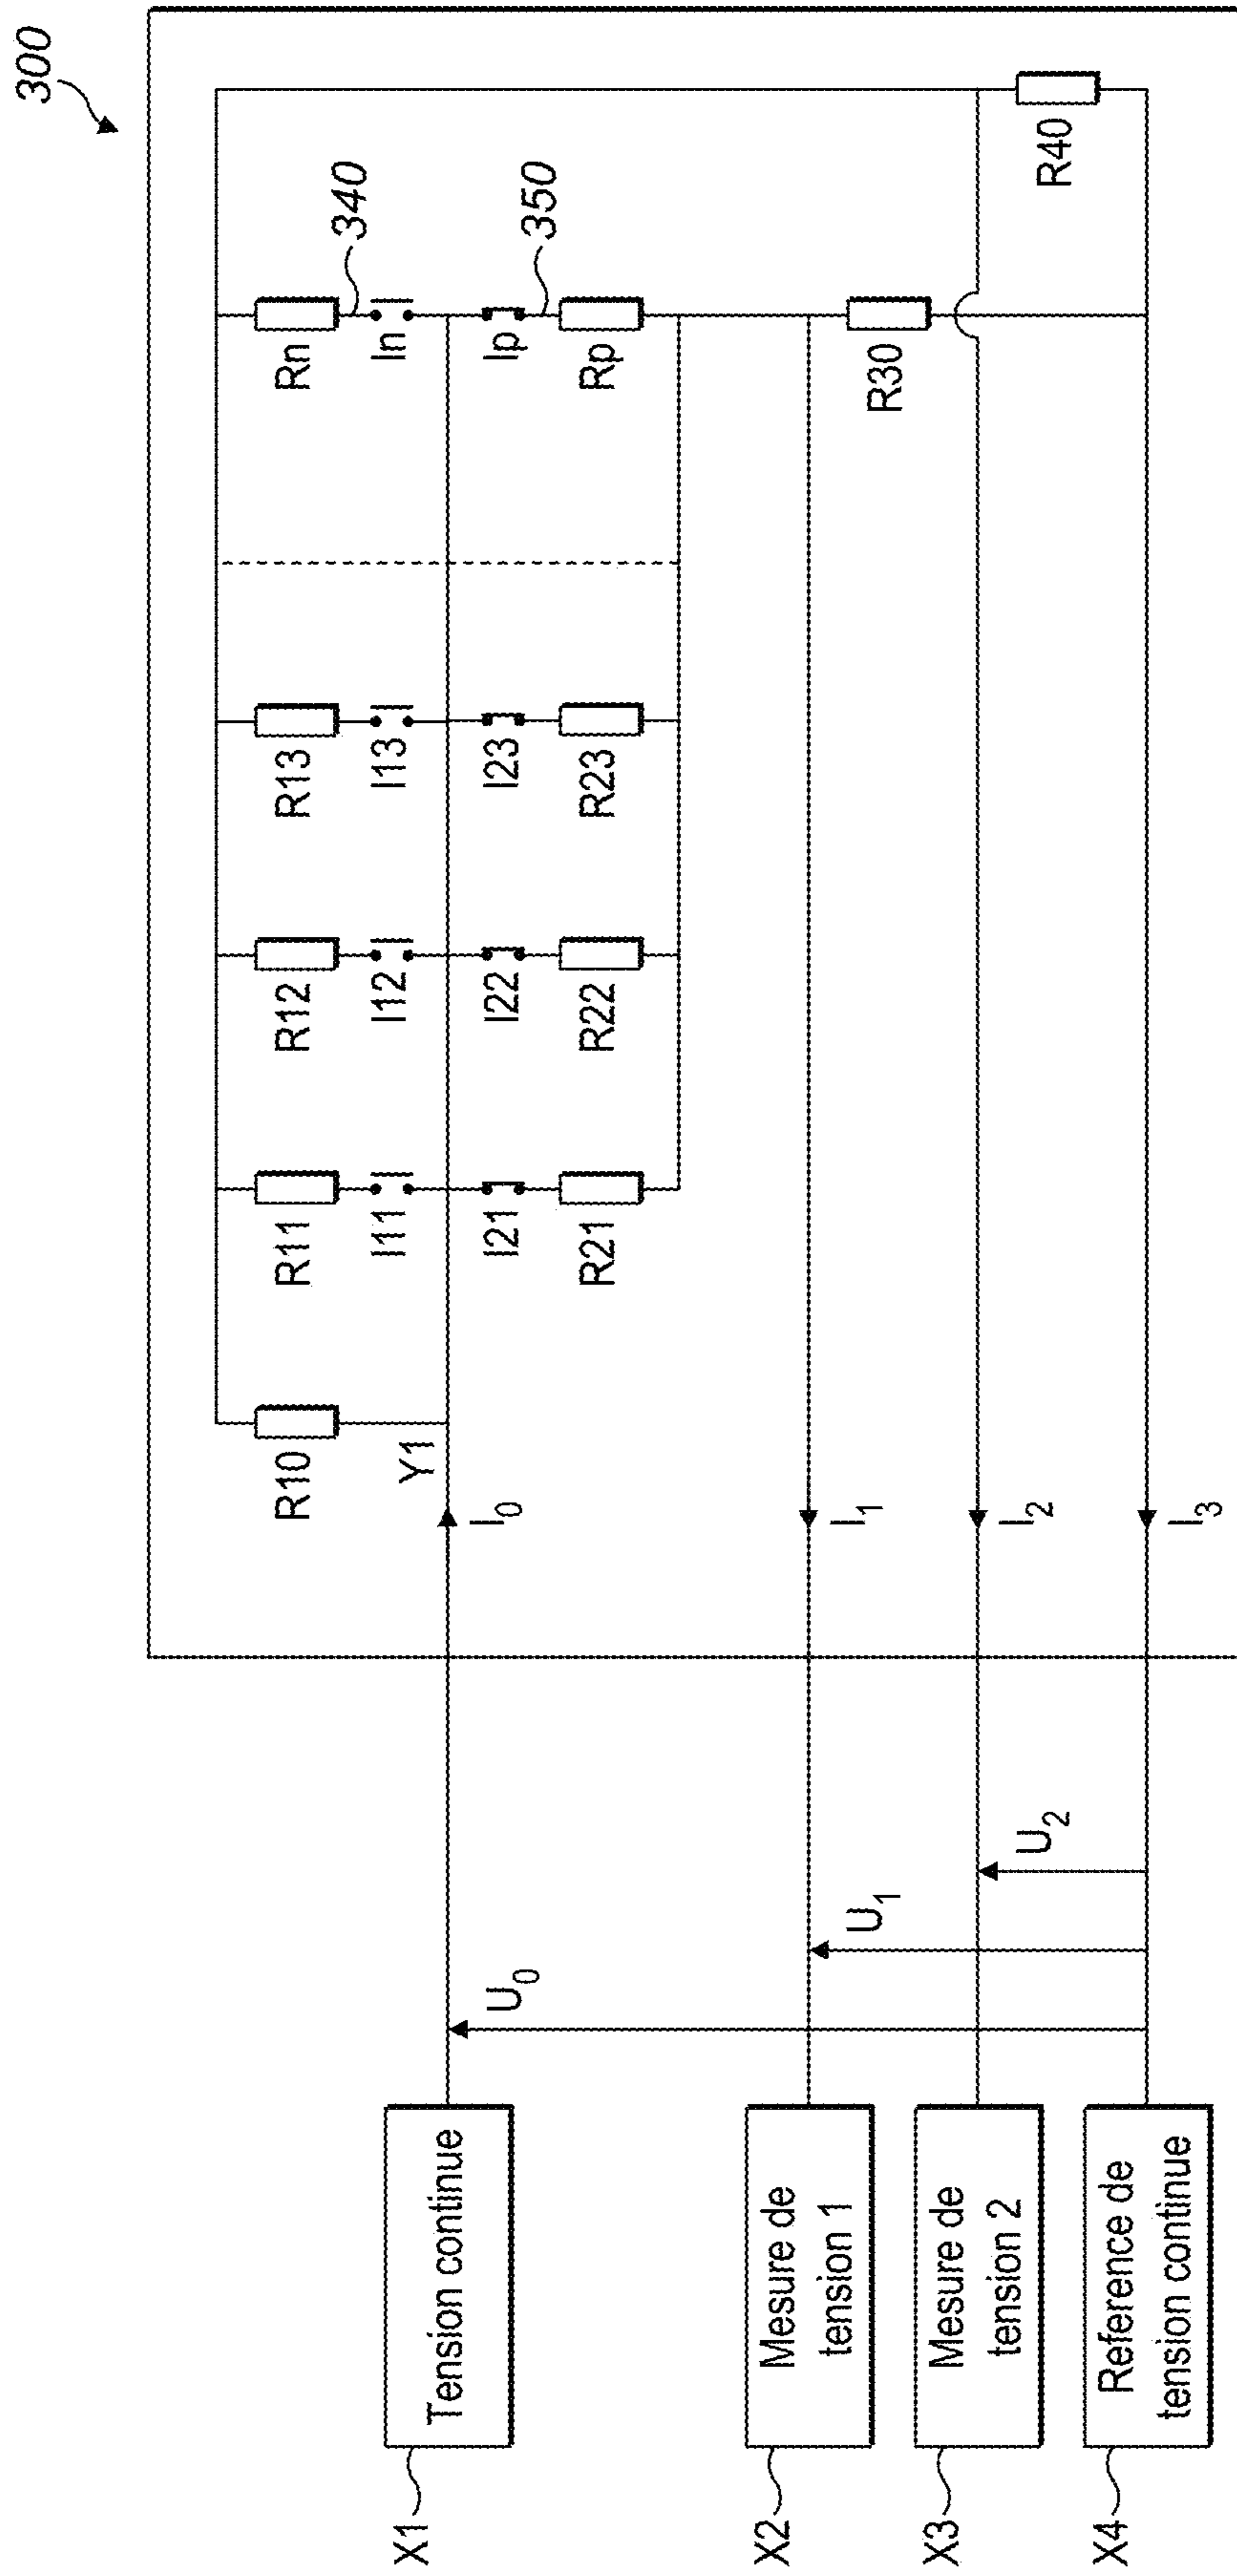 300
R10
R11
R12
R13
Rn
340
Y1
I11
I12
I13
In
I0
I21
I22
I23
Ip
350
R21
R22
R23
Rp
I1
R30
I2
R40
I3
U0
U1
U2
X1
Tension continue
X2
Mesure de
tension 1
X3
Mesure de
tension 2
X4
Reference de
tension continue